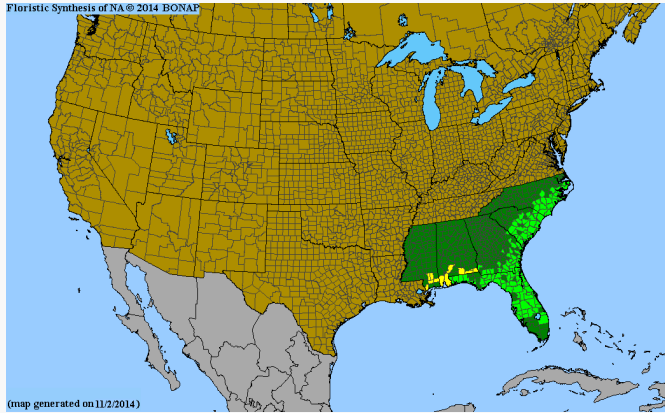 Floristic Synthesis of NA © 2014 BONAP
(map generated on 11/2/2014)